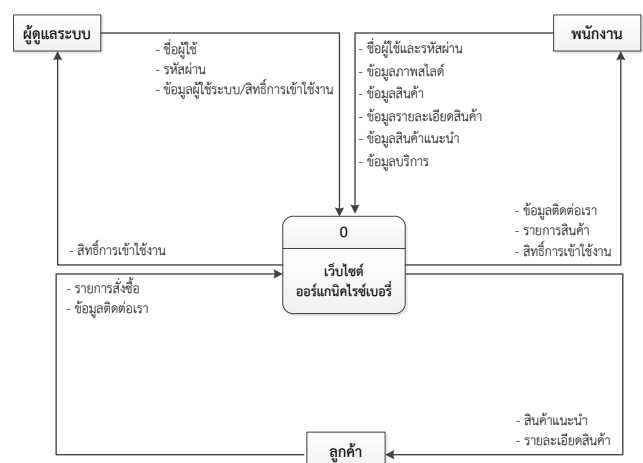 ผู้ดูแลระบบ
พนักงาน
- ชื่อผู้ใช้
- รหัสผ่าน
- ข้อมูลผู้ใช้ระบบ/สิทธิ์การเข้าใช้งาน
- ชื่อผู้ใช้และรหัสผ่าน
- ข้อมูลภาพสไลด์
- ข้อมูลสินค้า
- ข้อมูลรายละเอียดสินค้า
- ข้อมูลสินค้าแนะนำ
- ข้อมูลบริการ
- ข้อมูลติดต่อเรา
- รายการสินค้า
- สิทธิ์การเข้าใช้งาน
- สิทธิ์การเข้าใช้งาน
0
เว็บไซต์
ออร์แกนิคไรซ์เบอรี่
- รายการสั่งซื้อ
- ข้อมูลติดต่อเรา
- สินค้าแนะนำ
- รายละเอียดสินค้า
ลูกค้า